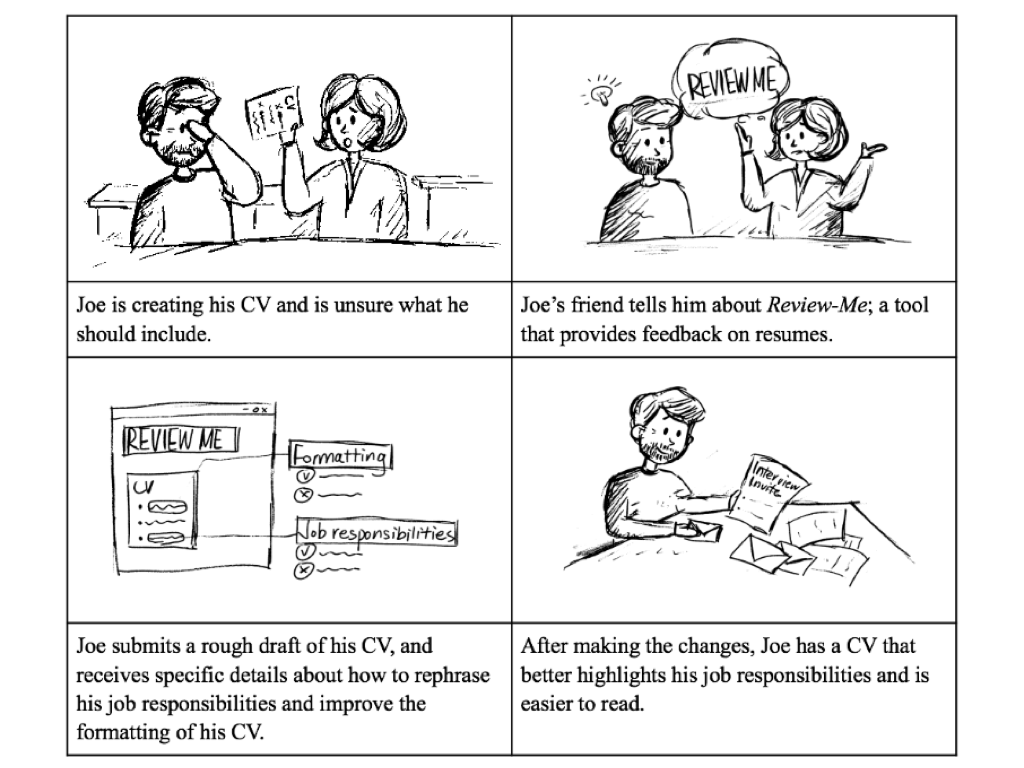 CV
REVIEW ME
Joe is creating his CV and is unsure what he
should include.
Joe’s friend tells him about Review-Me; a tool
that provides feedback on resumes.
REVIEW ME
CV
Formatting
Job responsibilities
Interview
Invite
Joe submits a rough draft of his CV, and
receives specific details about how to rephrase
his job responsibilities and improve the
formatting of his CV.
After making the changes, Joe has a CV that
better highlights his job responsibilities and is
easier to read.